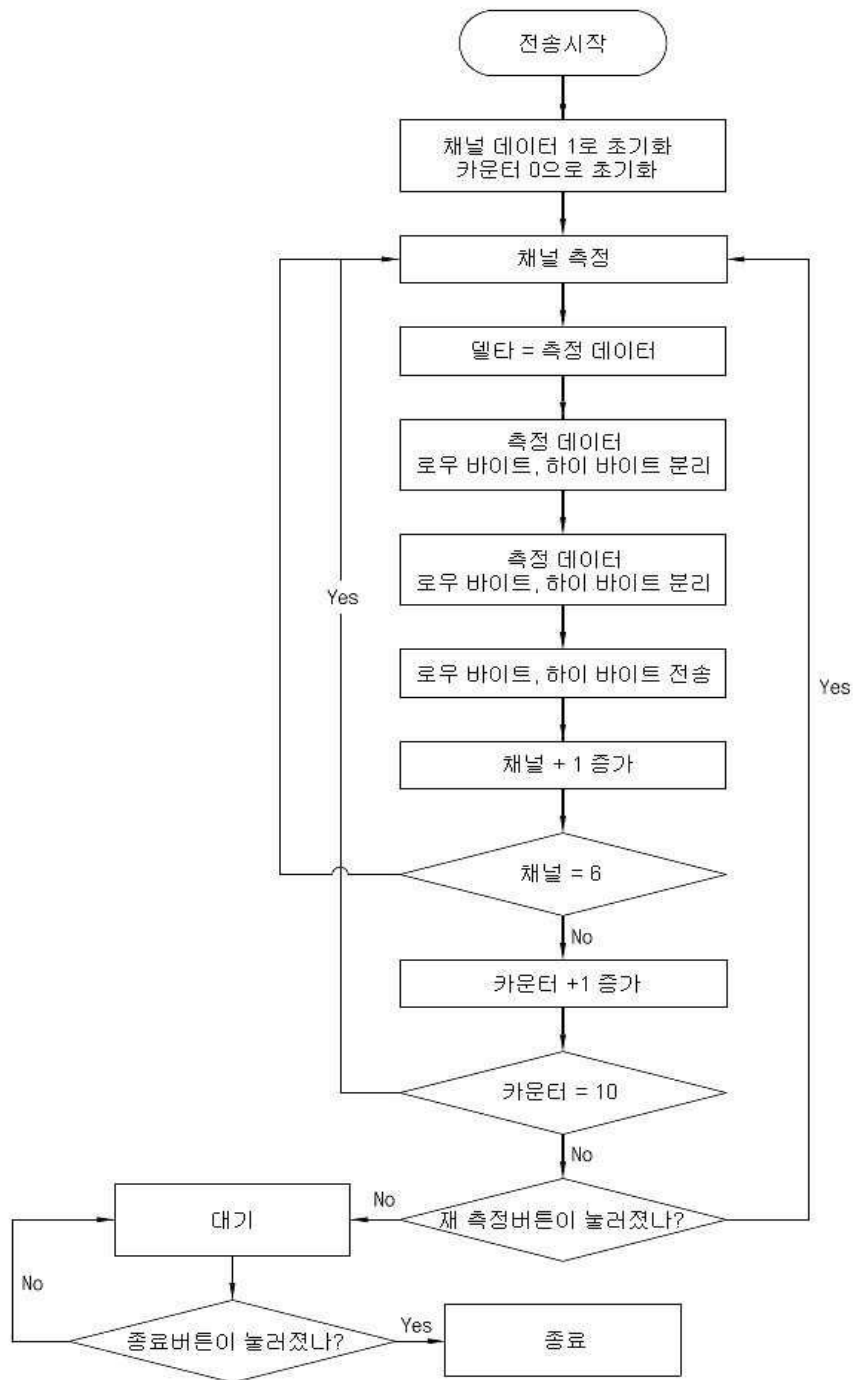 전송시작
채널 데이터 1로 초기화
카운터 0으로 초기화
채널 측정
델타 = 측정 데이터
측정 데이터
로우 바이트, 하이 바이트 분리
측정 데이터
로우 바이트, 하이 바이트 분리
Yes
로우 바이트, 하이 바이트 전송
Yes
채널 + 1 증가
채널 = 6
No
카운터 +1 증가
카운터 = 10
No
대기
No
재 측정버튼이 눌러졌나?
No
종료버튼이 눌러졌나?
Yes
종료